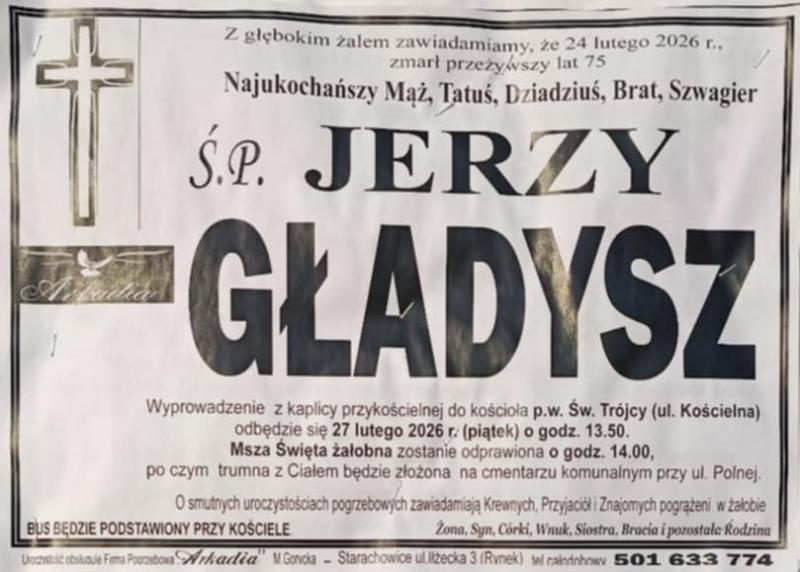 Z głębokim żalem zawiadamiamy, że 24 lutego 2026 r.,
zmarł przeżywszy lat 75
Najukochańszy Mąż, Tatuś, Dziadziuś, Brat, Szwagier
Ś.P. JERZY
GŁADYSZ
Arkadia
Wyprowadzenie z kaplicy przykościelnej do kościoła p.w. Św. Trójcy (ul. Kościelna)
odbędzie się 27 lutego 2026 r. (piątek) o godz. 13.50.
Msza Święta żałobna zostanie odprawiona o godz. 14.00,
po czym trumna z Ciałem będzie złożona na cmentarzu komunalnym przy ul. Polnej.
O smutnych uroczystościach pogrzebowych zawiadamiają Krewnych, Przyjaciół i Znajomych pogrążeni w żałobie
BUS BĘDZIE PODSTAWIONY PRZY KOŚCIELE Żona, Syn, Córki, Wnuk, Siostra, Bracia i pozostała Rodzina
Uroczystość obsługuje Firma Pogrzebowa "Arkadia" M.Gonycka – Starachowice ul.Iłżecka 3 (Rynek) tel.całodobowy 501 633 774